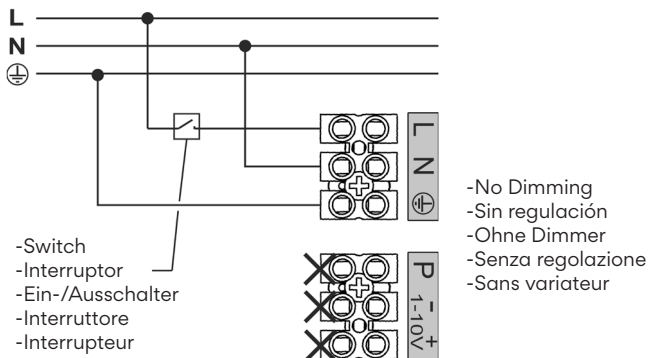 L
N
L
N
-No Dimming
-Sin regulación
-Ohne Dimmer
-Senza regolazione
-Sans variateur
-Switch
-Interruptor
-Ein-/Ausschalter
-Interruttore
-Interrupteur
P - +
1-10V